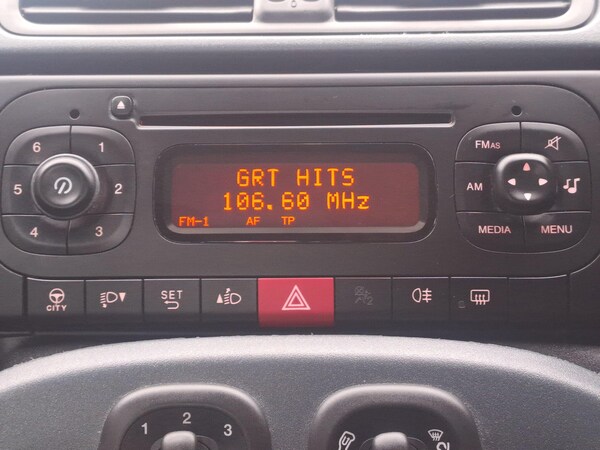 GRT HITS
106.60 MHz
FM-1 AF TP
6 1
5 2
4 3
FMAS
AM
MEDIA MENU
CITY
SET
1 2 3